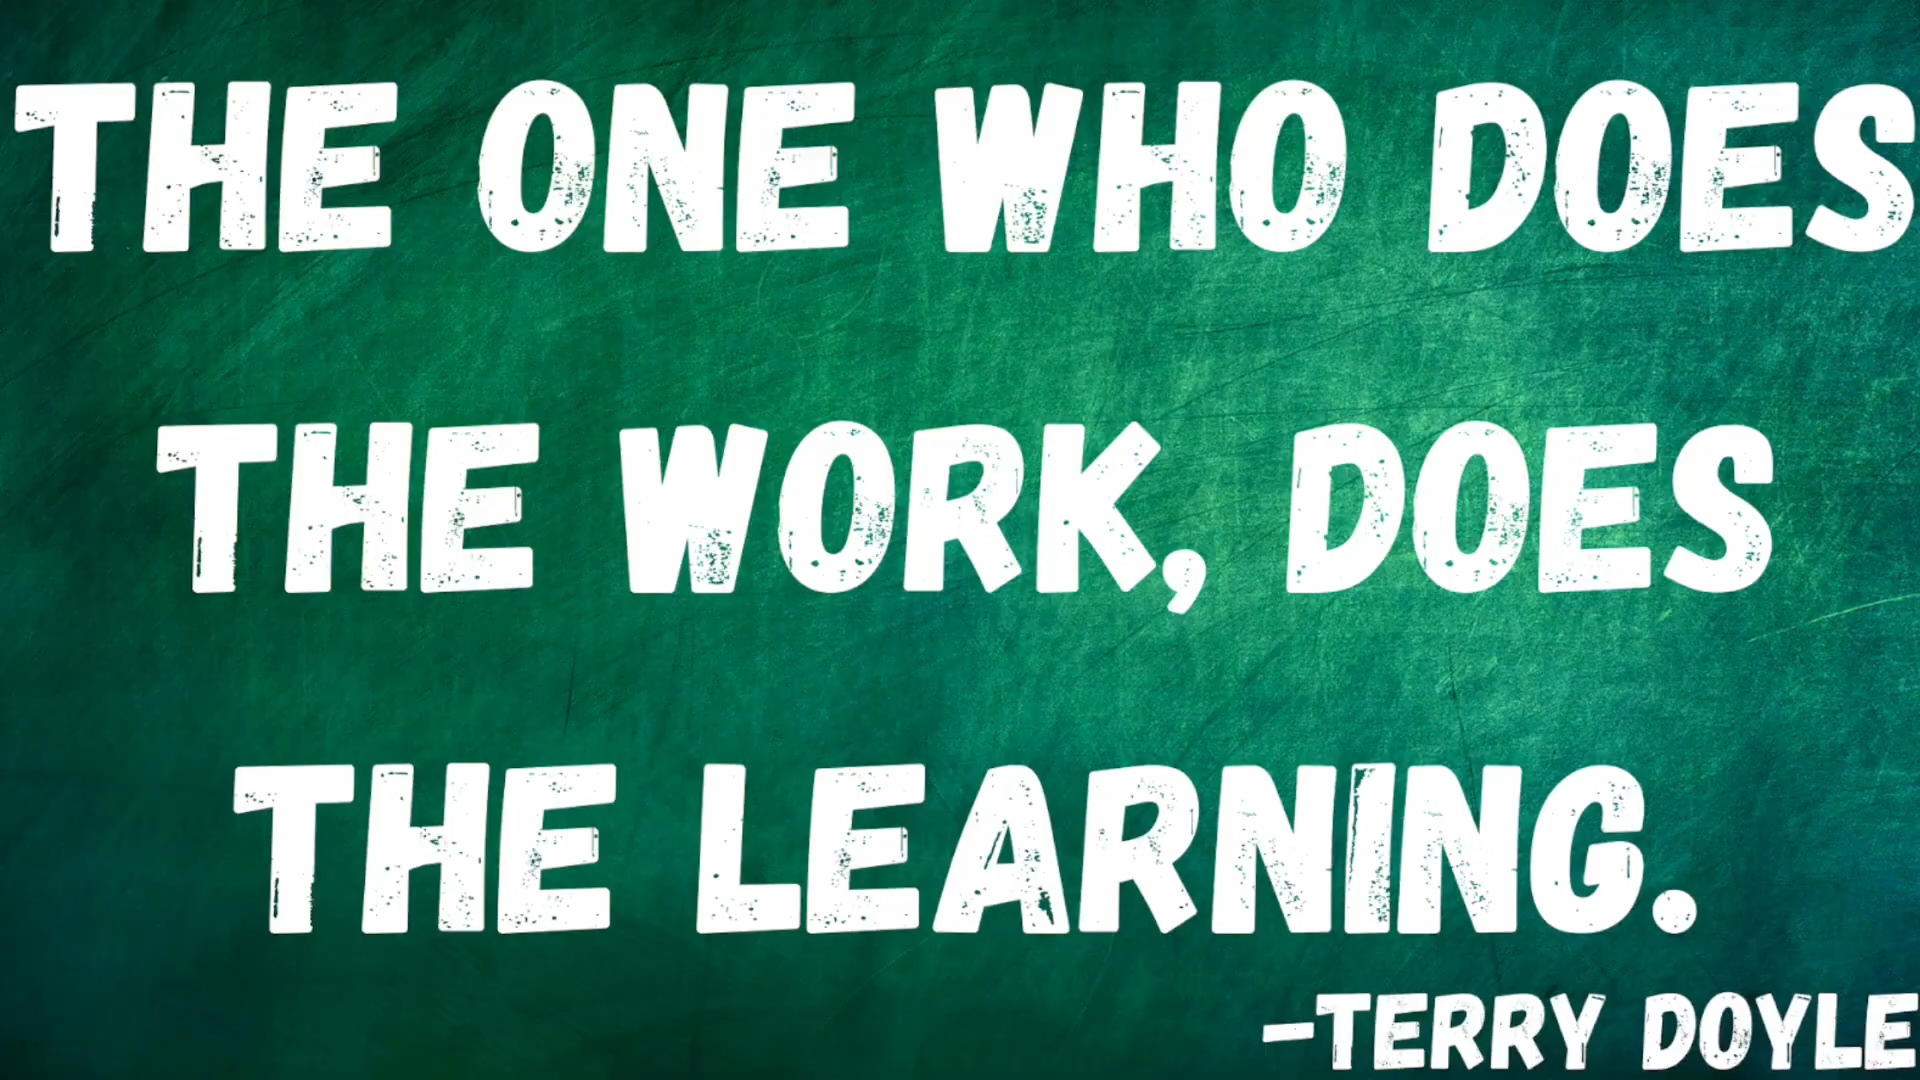 THE ONE WHO DOES
THE WORK, DOES
THE LEARNING.
-TERRY DOYLE